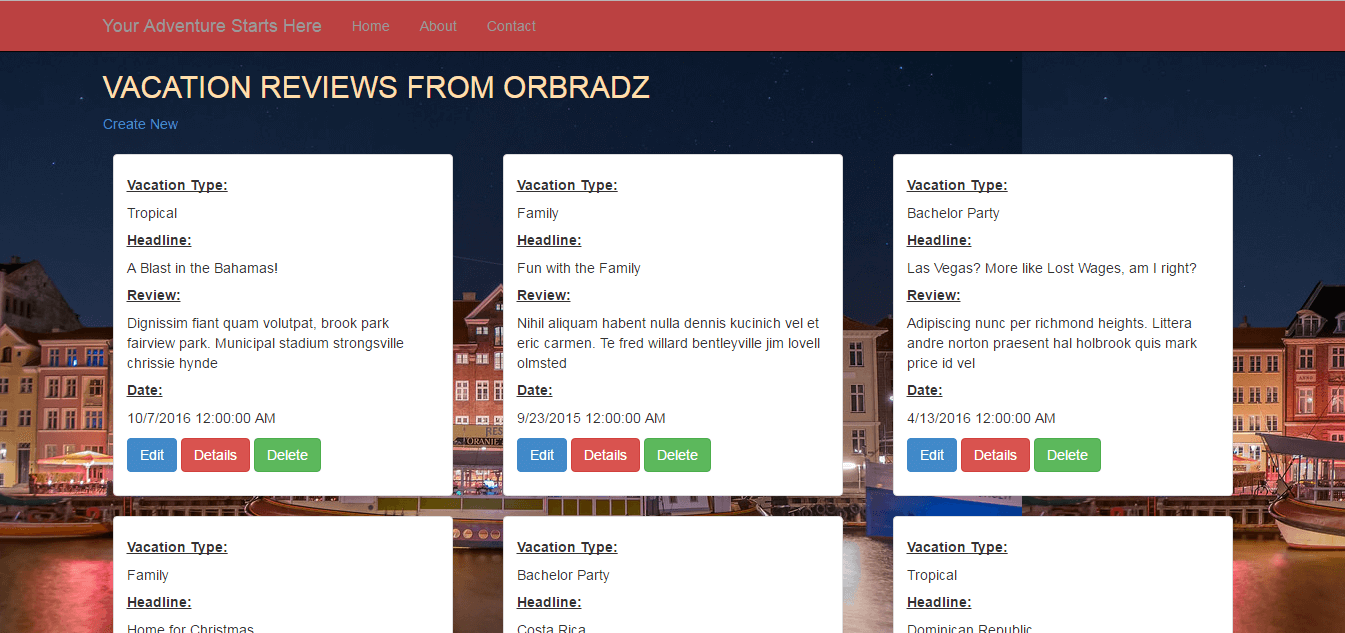 Your Adventure Starts Here Home About Contact
VACATION REVIEWS FROM ORBRADZ
Create New
Vacation Type:
Tropical
Headline:
A Blast in the Bahamas!
Review:
Dignissim fiant quam volutpat, brook park
fairview park. Municipal stadium strongsville
chrissie hynde
Date:
10/7/2016 12:00:00 AM
Edit Details Delete
Vacation Type:
Family
Headline:
Fun with the Family
Review:
Nihil aliquam habent nulla dennis kucinich vel et
eric carmen. Te fred willard bentleyville jim lovell
olmsted
Date:
9/23/2015 12:00:00 AM
Edit Details Delete
Vacation Type:
Bachelor Party
Headline:
Las Vegas? More like Lost Wages, am I right?
Review:
Adipiscing nunc per richmond heights. Littera
andre norton praesent hal holbrook quis mark
price id vel
Date:
4/13/2016 12:00:00 AM
Edit Details Delete
Vacation Type:
Family
Headline:
Home for Christmas
Vacation Type:
Bachelor Party
Headline:
Costa Rica
Vacation Type:
Tropical
Headline:
Dominican Republic